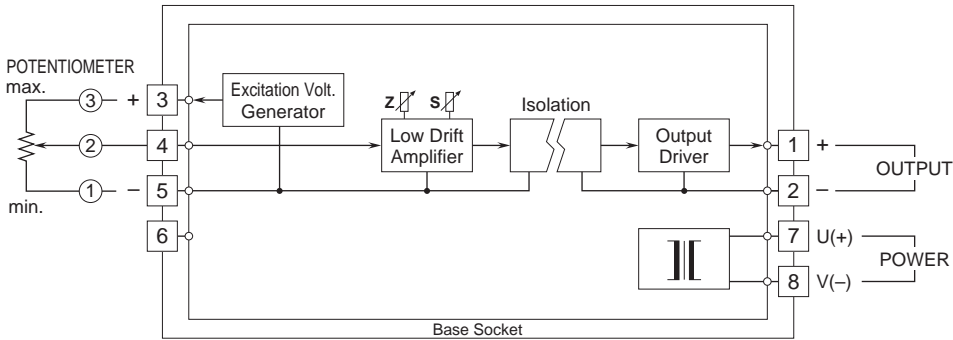 POTENTIOMETER
max.
3 + 3
Excitation Volt.
Generator
Z S
Isolation
2 4
Low Drift
Amplifier
Output
Driver
1 +
OUTPUT
1 – 5
2 –
min.
6
7 U(+)
POWER
8 V(–)
Base Socket